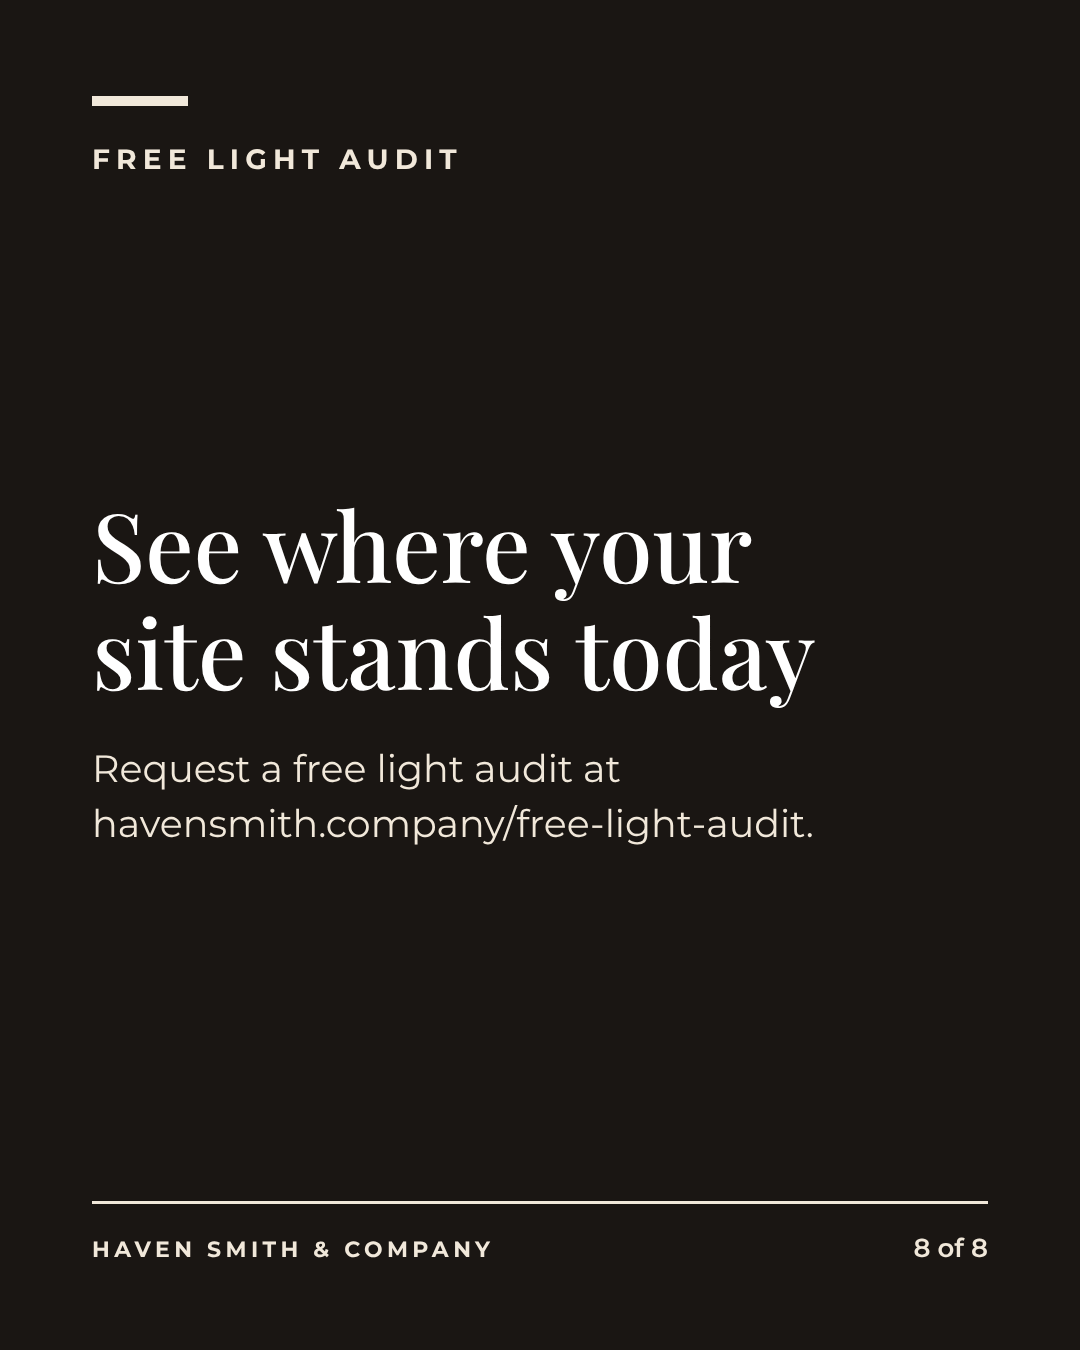 FREE LIGHT AUDIT
See where your
site stands today
Request a free light audit at
havensmith.company/free-light-audit.
HAVEN SMITH & COMPANY
8 of 8